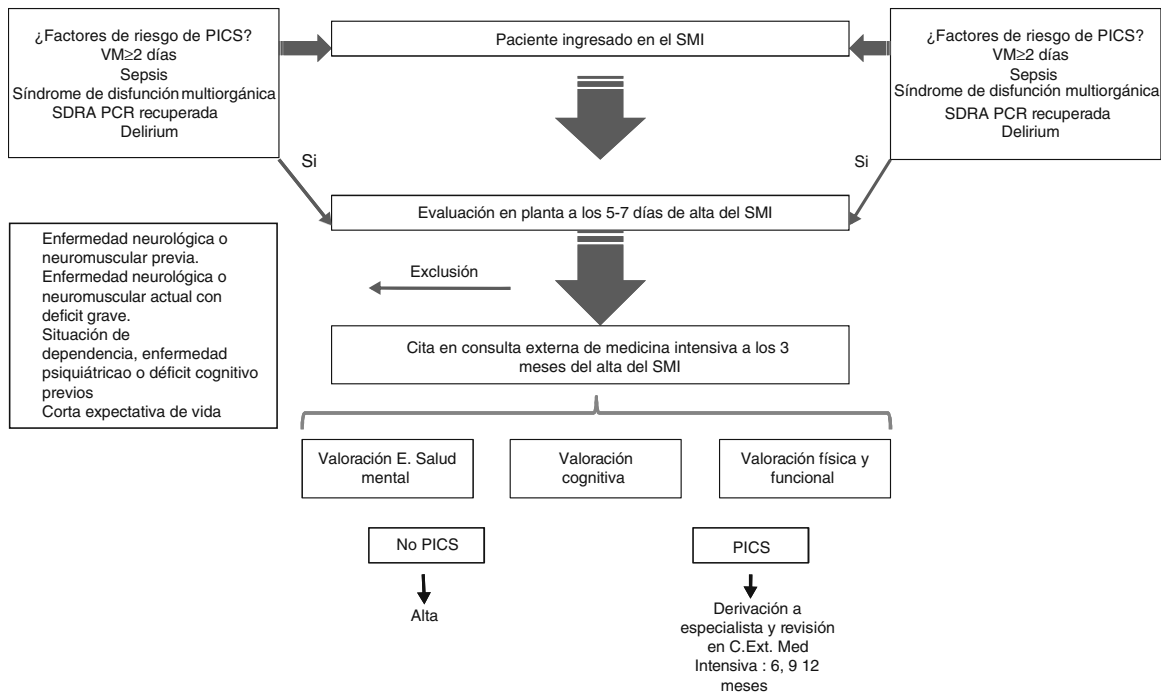 ¿Factores de riesgo de PICS?
VM≥2 días
Sepsis
Síndrome de disfunción multiorgánica
SDRA PCR recuperada
Delirium
Paciente ingresado en el SMI
¿Factores de riesgo de PICS?
VM≥2 días
Sepsis
Síndrome de disfunción multiorgánica
SDRA PCR recuperada
Delirium
Si
Si
Evaluación en planta a los 5-7 días de alta del SMI
Enfermedad neurológica o
neuromuscular previa.
Enfermedad neurológica o
neuromuscular actual con
deficit grave.
Situación de
dependencia, enfermedad
psiquiátricao o déficit cognitivo
previos
Corta expectativa de vida
Exclusión
Cita en consulta externa de medicina intensiva a los 3
meses del alta del SMI
Valoración E. Salud
mental
Valoración
cognitiva
Valoración física y
funcional
No PICS
PICS
Alta
Derivación a
especialista y revisión
en C.Ext. Med
Intensiva : 6, 9 12
meses